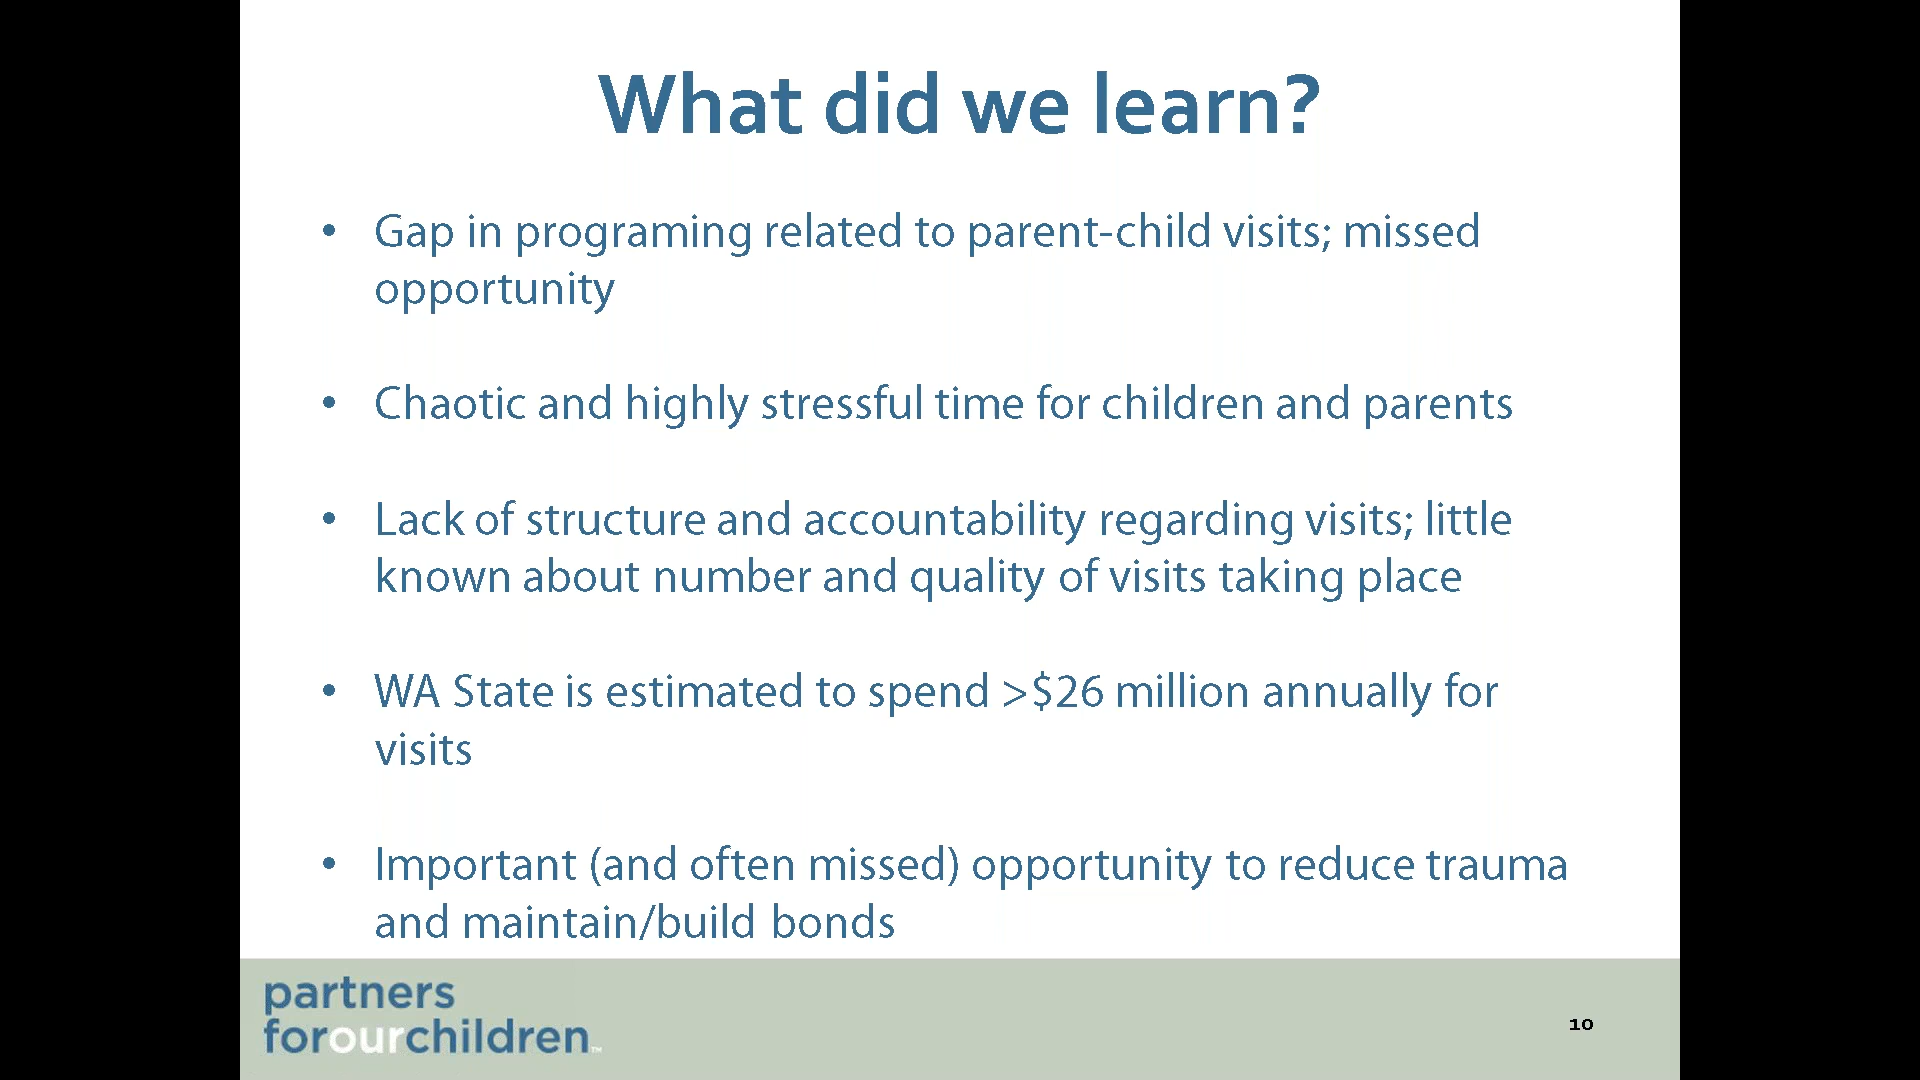 What did we learn?
• Gap in programing related to parent-child visits; missed
opportunity
• Chaotic and highly stressful time for children and parents
• Lack of structure and accountability regarding visits; little
known about number and quality of visits taking place
• WA State is estimated to spend >$26 million annually for
visits
• Important (and often missed) opportunity to reduce trauma
and maintain/build bonds
partners
forourchildren™
10